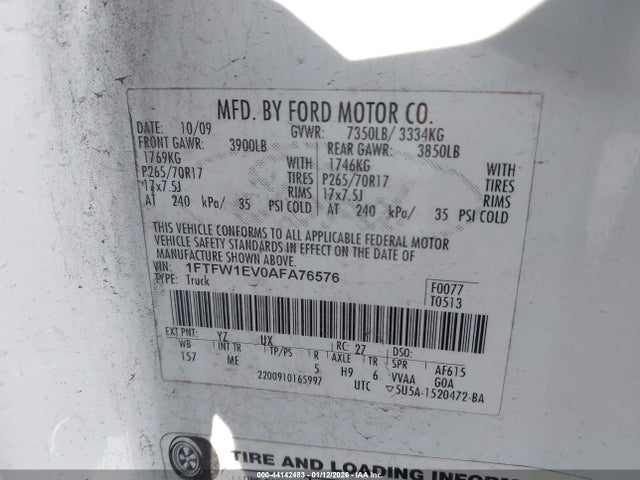 MFD. BY FORD MOTOR CO.
DATE: 10/09 GVWR: 7350LB/ 3334KG
FRONT GAWR: 3900LB REAR GAWR: 3850LB
1769KG WITH 1746KG WITH
P265/70R17 TIRES P265/70R17 TIRES
17x7.5J RIMS 17x7.5J RIMS
AT 240 kPa/ 35 PSI COLD AT 240 kPa/ 35 PSI COLD
THIS VEHICLE CONFORMS TO ALL APPLICABLE FEDERAL MOTOR
VEHICLE SAFETY STANDARDS IN EFFECT ON THE DATE OF
MANUFACTURE SHOWN ABOVE.
VIN: 1FTFW1EV0AFA76576 F0077
TYPE: Truck T0513
EXT PNT: YZ UX RC: 27 DSO:
WB INT TR TP/PS R AXLE TR SPR AF615
157 ME 5 H9 6 VVAA G0A
2200910165997 UTC 5U5A-1520472-BA
TIRE AND LOADING INFORM
000-44142483 - 01/12/2026 - IAA Holdings, LLC.